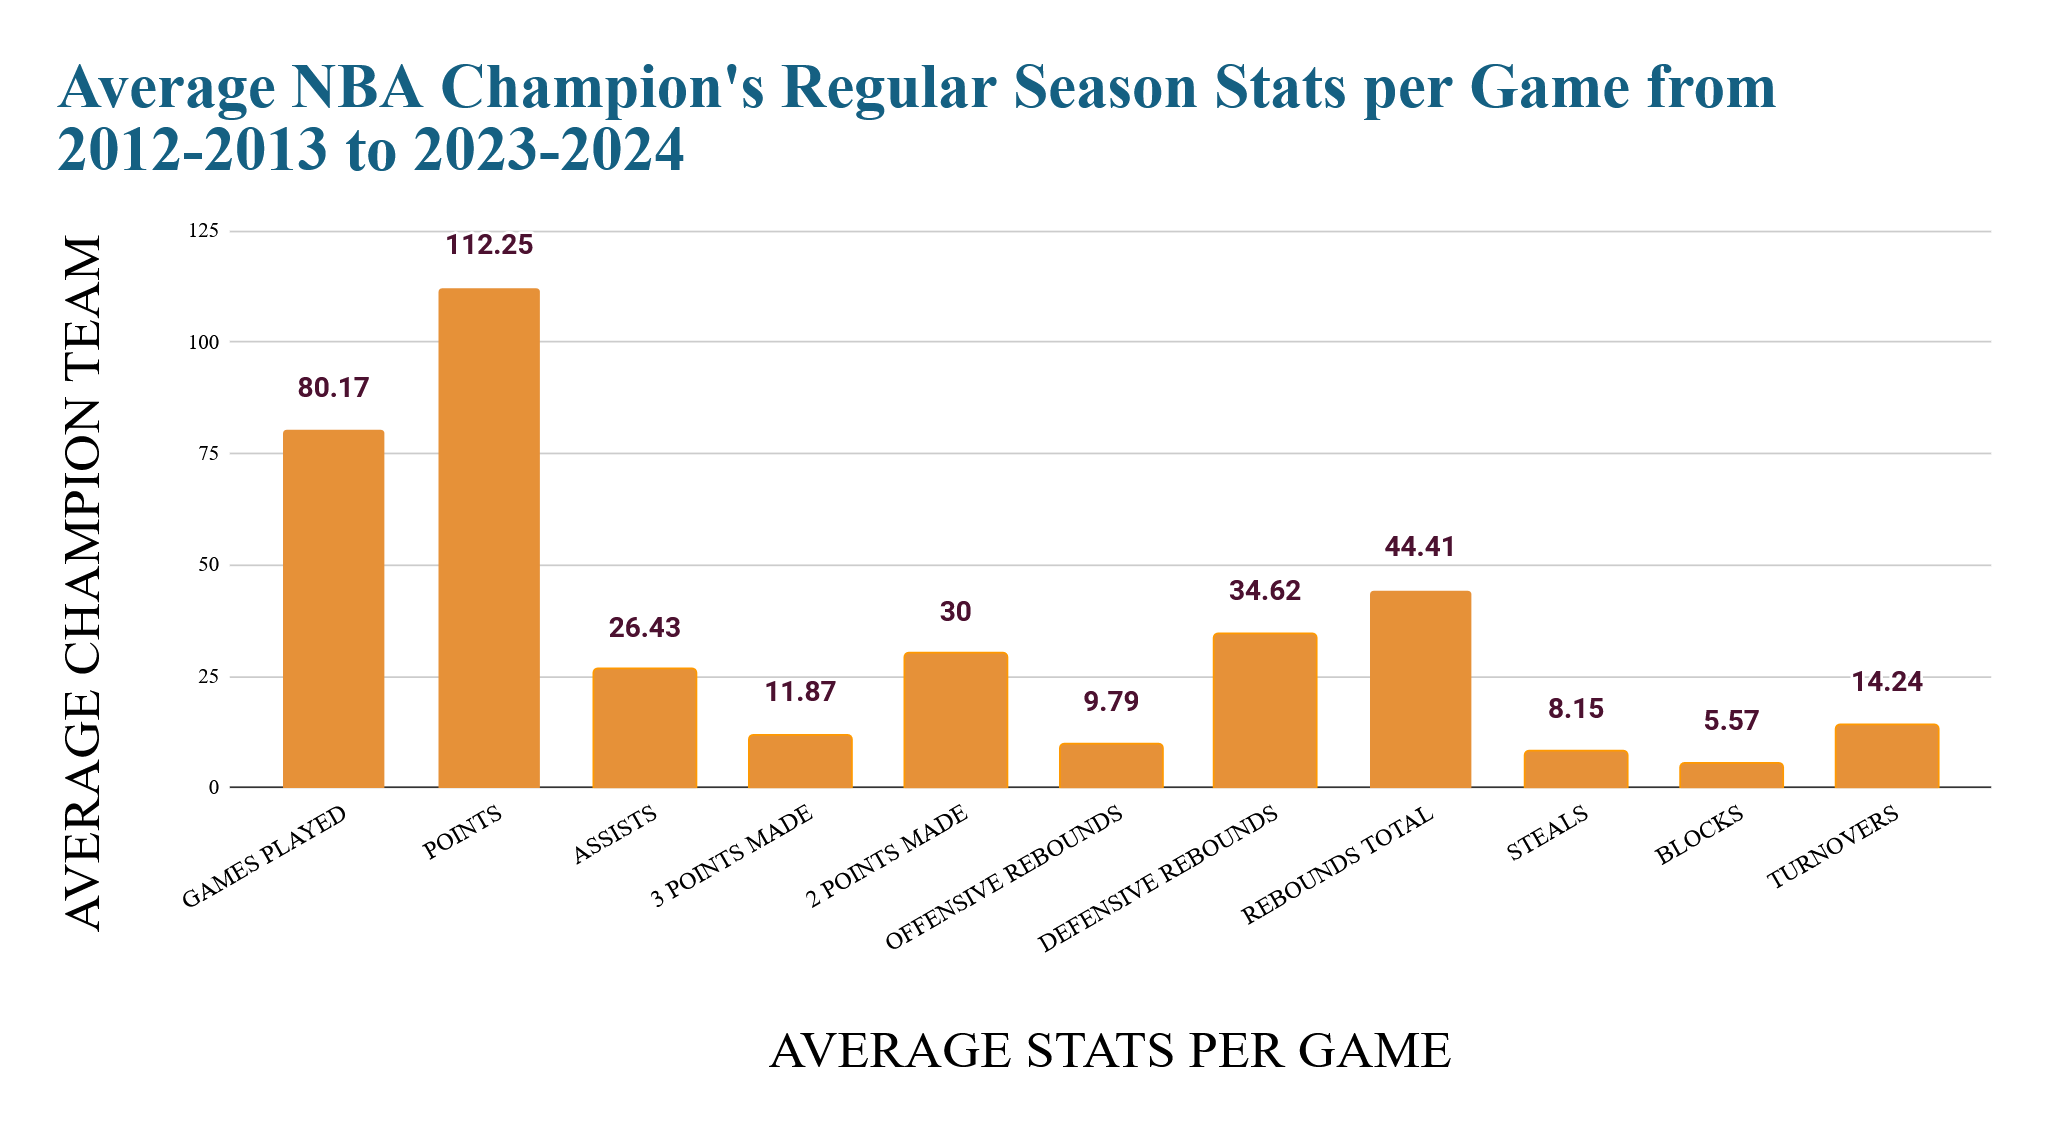 Average NBA Champion's Regular Season Stats per Game from
2012-2013 to 2023-2024
AVERAGE CHAMPION TEAM
125
100
75
50
25
0
80.17
112.25
26.43
11.87
30
9.79
34.62
44.41
8.15
5.57
14.24
GAMES PLAYED
POINTS
ASSISTS
3 POINTS MADE
2 POINTS MADE
OFFENSIVE REBOUNDS
DEFENSIVE REBOUNDS
REBOUNDS TOTAL
STEALS
BLOCKS
TURNOVERS
AVERAGE STATS PER GAME